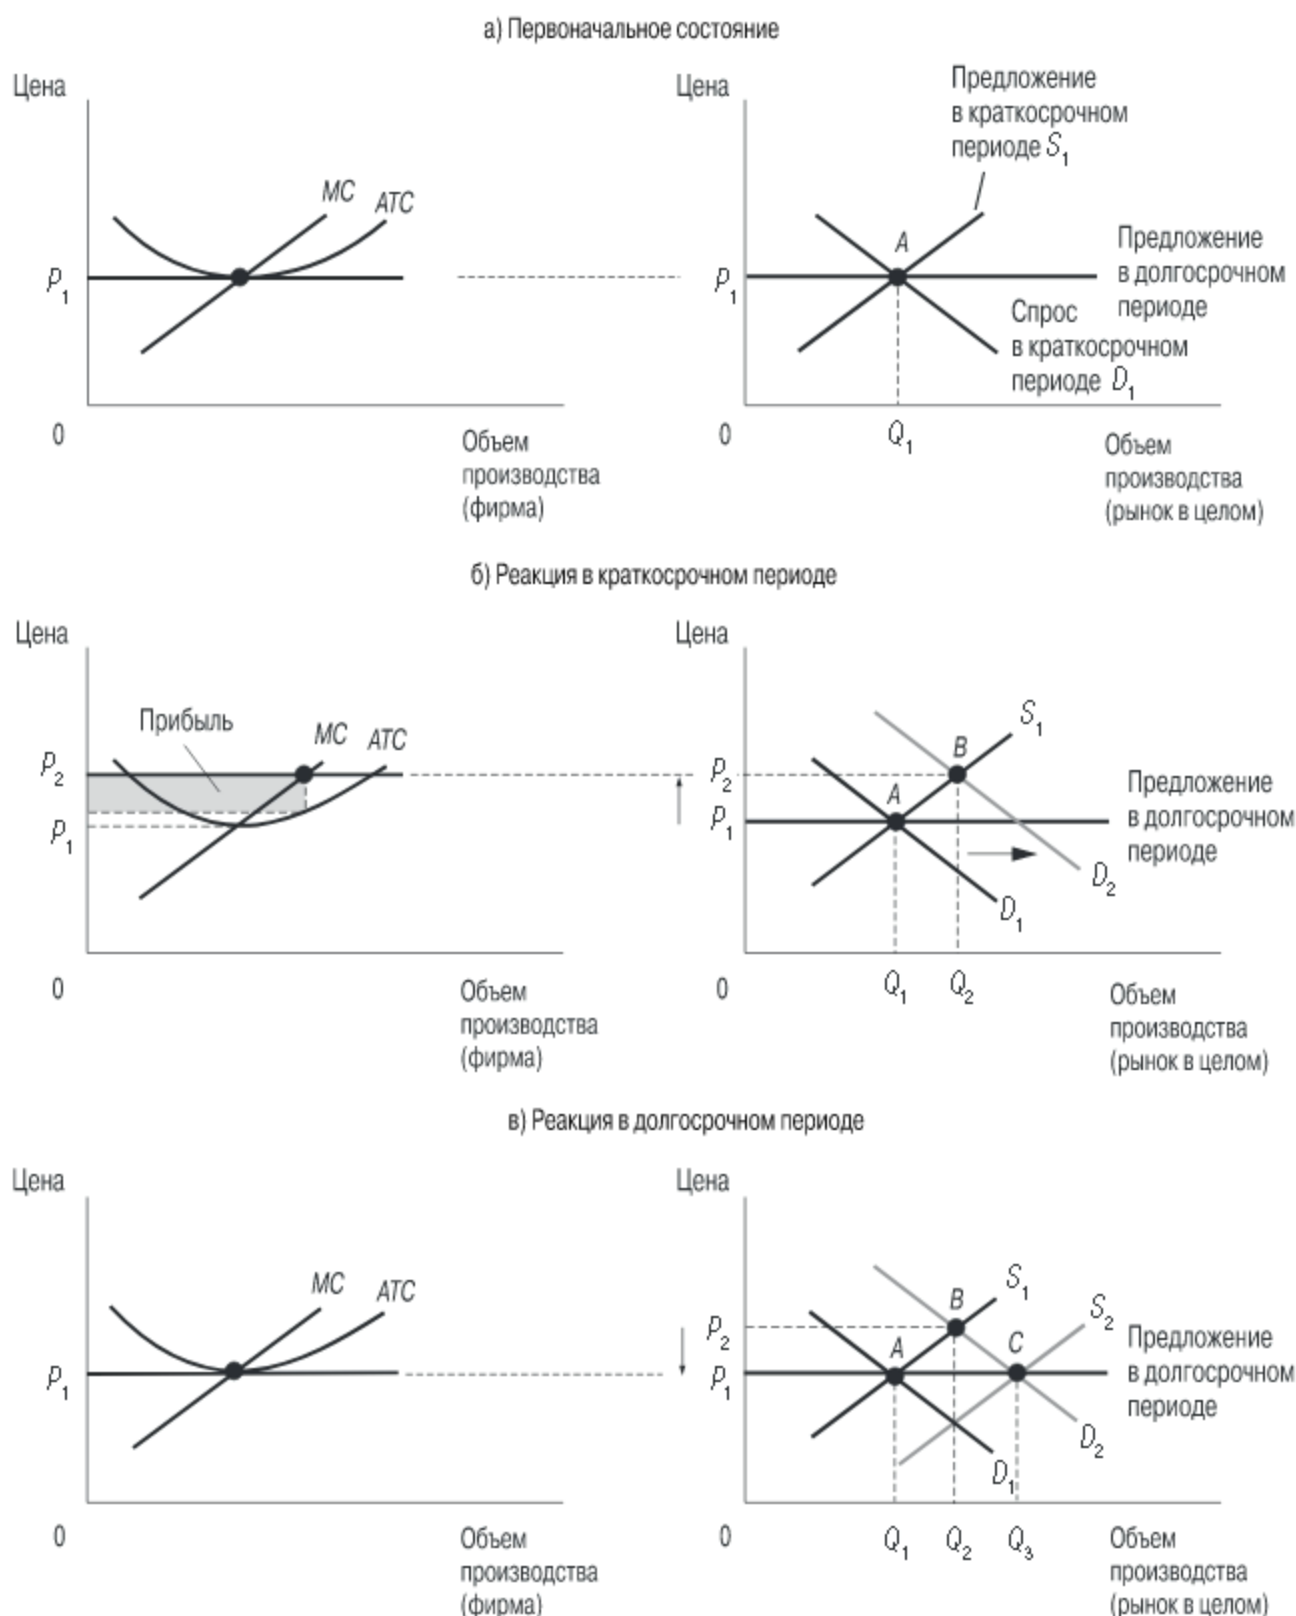 а) Первоначальное состояние
Цена
MC
ATC
P1
0
Объем
производства
(фирма)
Цена
Предложение
в краткосрочном
периоде S1
A
P1
Предложение
в долгосрочном
периоде
Спрос
в краткосрочном
периоде D1
0
Q1
Объем
производства
(рынок в целом)
б) Реакция в краткосрочном периоде
Цена
Прибыль
MC
ATC
P2
P1
0
Объем
производства
(фирма)
Цена
S1
B
P2
A
P1
Предложение
в долгосрочном
периоде
D2
D1
0
Q1
Q2
Объем
производства
(рынок в целом)
в) Реакция в долгосрочном периоде
Цена
MC
ATC
P1
0
Объем
производства
(фирма)
Цена
S1
S2
B
P2
A
C
P1
Предложение
в долгосрочном
периоде
D2
D1
0
Q1
Q2
Q3
Объем
производства
(рынок в целом)